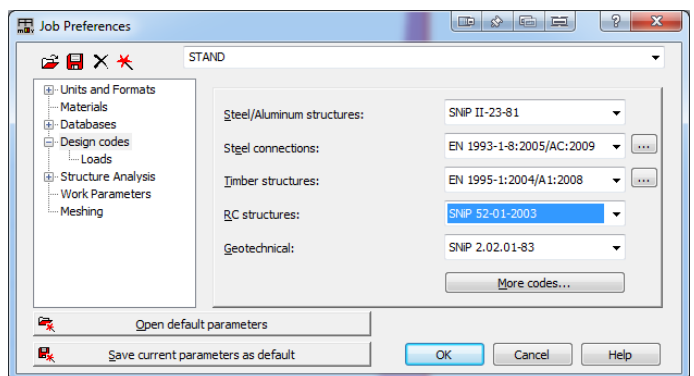 Job Preferences
STAND
Units and Formats
Materials
Databases
Design codes
Loads
Structure Analysis
Work Parameters
Meshing
Steel/Aluminum structures: SNiP II-23-81
Steel connections: EN 1993-1-8:2005/AC:2009 ...
Timber structures: EN 1995-1:2004/A1:2008 ...
RC structures: SNiP 52-01-2003
Geotechnical: SNiP 2.02.01-83
More codes...
Open default parameters
Save current parameters as default
OK Cancel Help